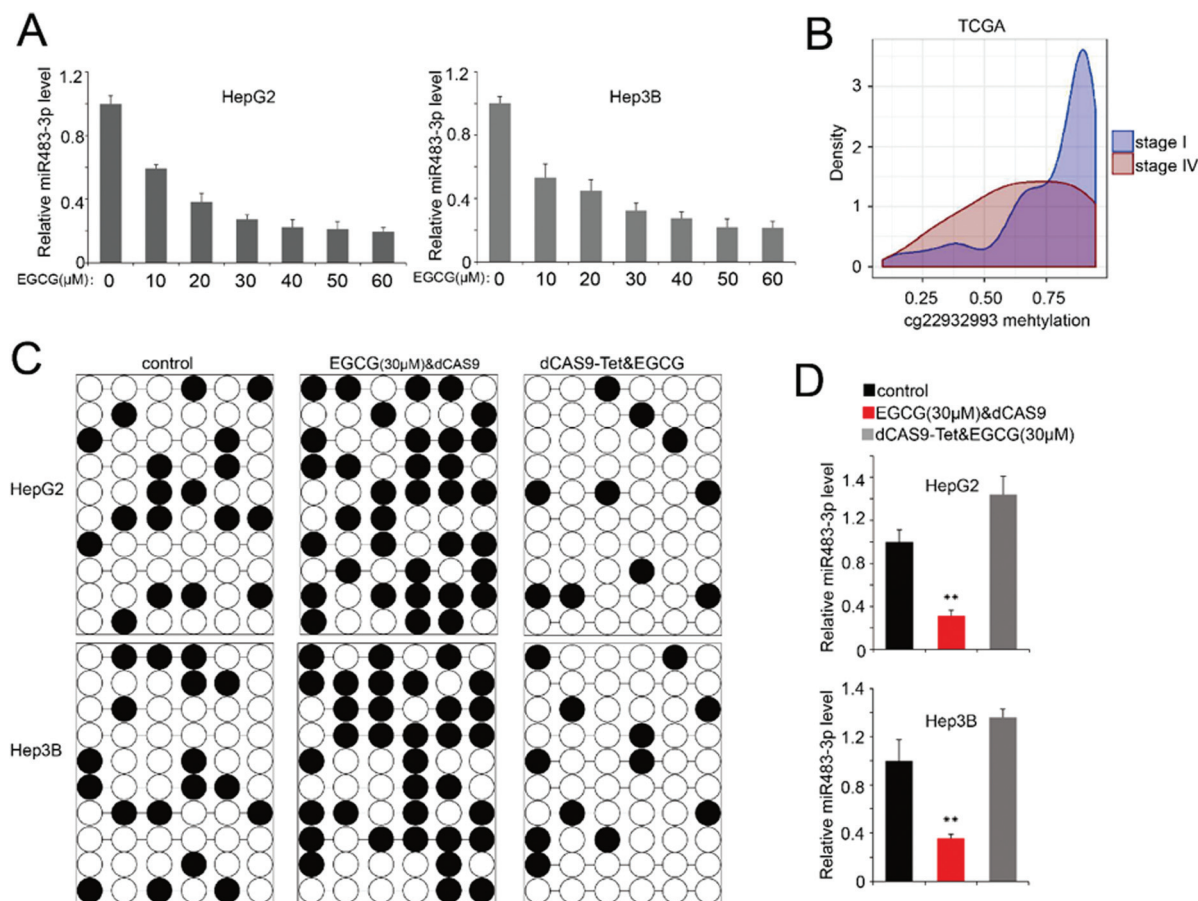 A
Relative miR483-3p level
1.2
0.8
0.4
0
HepG2
EGCG(μM): 0 10 20 30 40 50 60
Relative miR483-3p level
1.2
0.8
0.4
0
Hep3B
EGCG(μM): 0 10 20 30 40 50 60
B
TCGA
Density
3
2
1
0
0.25 0.50 0.75
cg22932993 mehtylation
stage I
stage IV
C
control EGCG(30μM)&dCAS9 dCAS9-Tet&EGCG
HepG2
Hep3B
D
control
EGCG(30μM)&dCAS9
dCAS9-Tet&EGCG(30μM)
Relative miR483-3p level
1.4
1.2
0.8
0.4
0
HepG2
**
Relative miR483-3p level
1.4
1.2
0.8
0.4
0
Hep3B
**